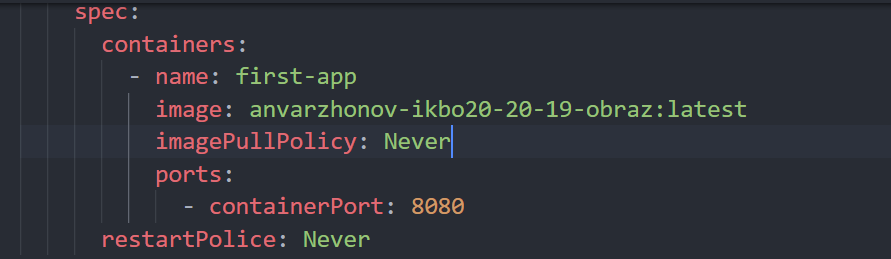 spec:
containers:
- name: first-app
image: anvarzhonov-ikbo20-20-19-obraz:latest
imagePullPolicy: Never
ports:
- containerPort: 8080
restartPolice: Never